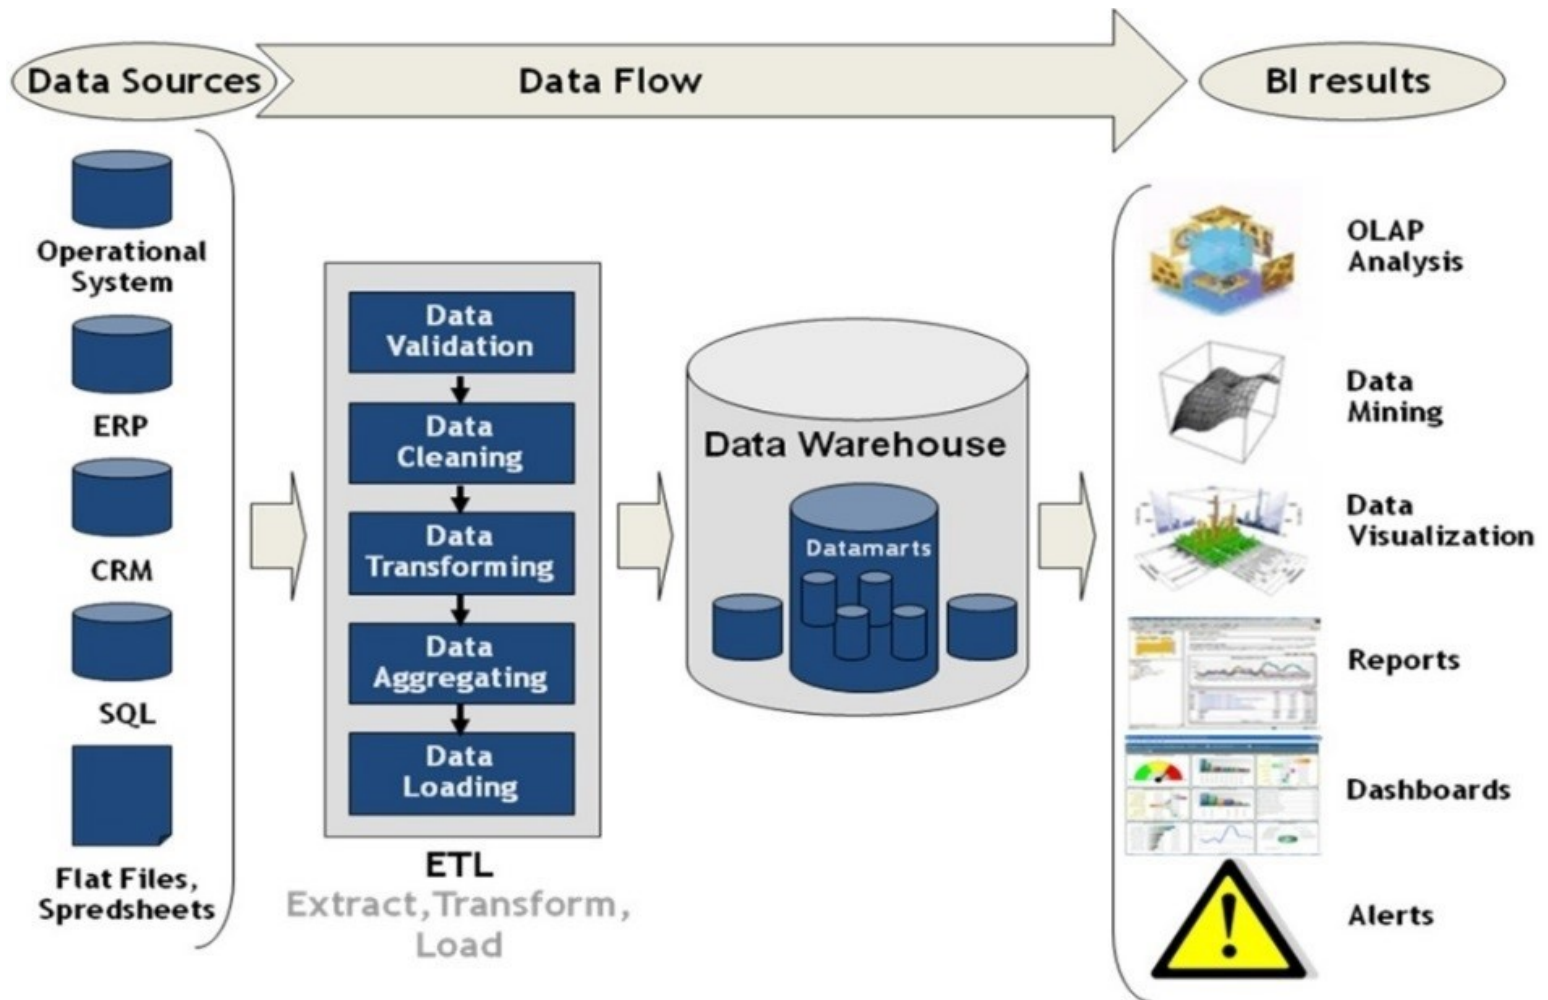 Data Sources
Data Flow
BI results
Operational
System
ERP
CRM
SQL
Flat Files,
Spredsheets
Data
Validation
Data
Cleaning
Data
Transforming
Data
Aggregating
Data
Loading
ETL
Extract,Transform,
Load
Data Warehouse
Datamarts
OLAP
Analysis
Data
Mining
Data
Visualization
Reports
Dashboards
Alerts